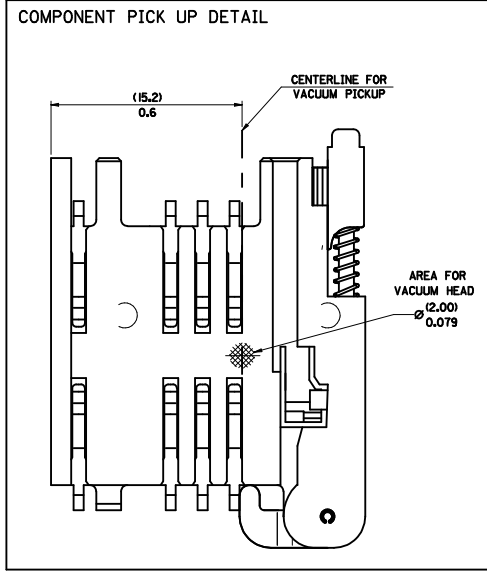 COMPONENT PICK UP DETAIL
CENTERLINE FOR
VACUUM PICKUP
(15.2)
0.6
AREA FOR
VACUUM HEAD
⌀(2.00)
0.079